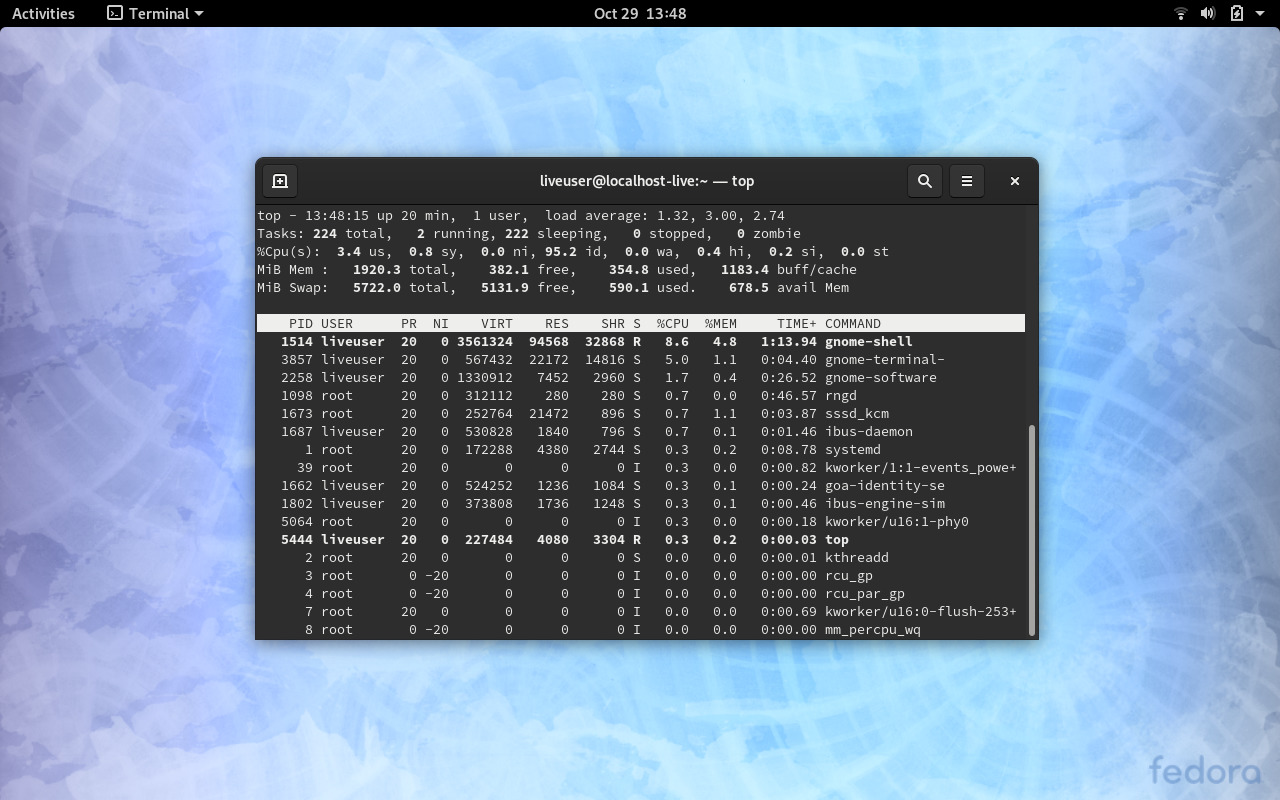 Activities Terminal Oct 29 13:48
liveuser@localhost-live:~ — top
top - 13:48:15 up 20 min,  1 user,  load average: 1.32, 3.00, 2.74
Tasks: 224 total,   2 running, 222 sleeping,   0 stopped,   0 zombie
%Cpu(s):  3.4 us,  0.8 sy,  0.0 ni, 95.2 id,  0.0 wa,  0.4 hi,  0.2 si,  0.0 st
MiB Mem :   1920.3 total,    382.1 free,    354.8 used,   1183.4 buff/cache
MiB Swap:   5722.0 total,   5131.9 free,    590.1 used.    678.5 avail Mem
PID USER      PR  NI    VIRT    RES    SHR S  %CPU  %MEM     TIME+ COMMAND
1514 liveuser  20   0 3561324  94568  32868 R   8.6   4.8   1:13.94 gnome-shell
3857 liveuser  20   0  567432  22172  14816 S   5.0   1.1   0:04.40 gnome-terminal-
2258 liveuser  20   0 1330912   7452   2960 S   1.7   0.4   0:26.52 gnome-software
1098 root      20   0  312112    280    280 S   0.7   0.0   0:46.57 rngd
1673 root      20   0  252764  21472    896 S   0.7   1.1   0:03.87 sssd_kcm
1687 liveuser  20   0  530828   1840    796 S   0.7   0.1   0:01.46 ibus-daemon
1 root      20   0  172288   4380   2744 S   0.3   0.2   0:08.78 systemd
39 root      20   0       0      0      0 I   0.3   0.0   0:00.82 kworker/1:1-events_powe+
1662 liveuser  20   0  524252   1236   1084 S   0.3   0.1   0:00.24 goa-identity-se
1802 liveuser  20   0  373808   1736   1248 S   0.3   0.1   0:00.46 ibus-engine-sim
5064 root      20   0       0      0      0 I   0.3   0.0   0:00.18 kworker/u16:1-phy0
5444 liveuser  20   0  227484   4080   3304 R   0.3   0.2   0:00.03 top
2 root      20   0       0      0      0 S   0.0   0.0   0:00.01 kthreadd
3 root       0 -20       0      0      0 I   0.0   0.0   0:00.00 rcu_gp
4 root       0 -20       0      0      0 I   0.0   0.0   0:00.00 rcu_par_gp
7 root      20   0       0      0      0 I   0.0   0.0   0:00.69 kworker/u16:0-flush-253+
8 root       0 -20       0      0      0 I   0.0   0.0   0:00.00 mm_percpu_wq
fedora